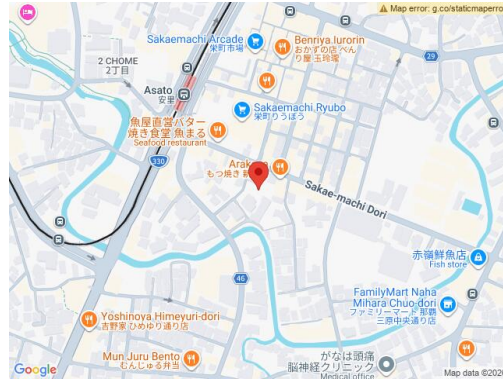 Map error: g.co/staticmaperro
Sakaemachi Arcade
栄町市場
Benriya Iurorin
おかずの店 べん
り屋 玉玲瓏
29
2 CHOME
2丁目
Asato
安里
Sakaemachi Ryubo
栄町りうぼう
魚屋直営バター
焼き食堂 魚まる
Seafood restaurant
330
もつ焼き
Sakae-machi Dori
赤嶺鮮魚店
Fish store
46
FamilyMart Naha
Mihara Chuo-dori
ファミリーマート 那覇
三原中央通り店
Yoshinoya Himeyuri-dori
吉野家 ひめゆり通り店
Mun Juru Bento
むんじゅる弁当
がなは頭痛
脳神経クリニック
Medical office
Google
Map data ©202